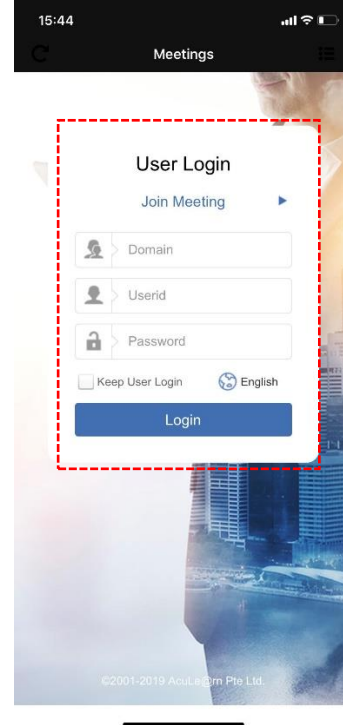 15:44
Meetings
User Login
Join Meeting
Domain
Userid
Password
Keep User Login
English
Login
©2001-2019 AcuLe@rn Pte Ltd.